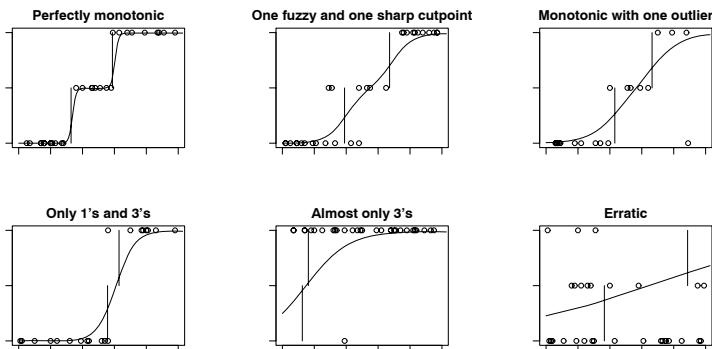 Perfectly monotonic
One fuzzy and one sharp cutpoint
Monotonic with one outlier
Only 1's and 3's
Almost only 3's
Erratic